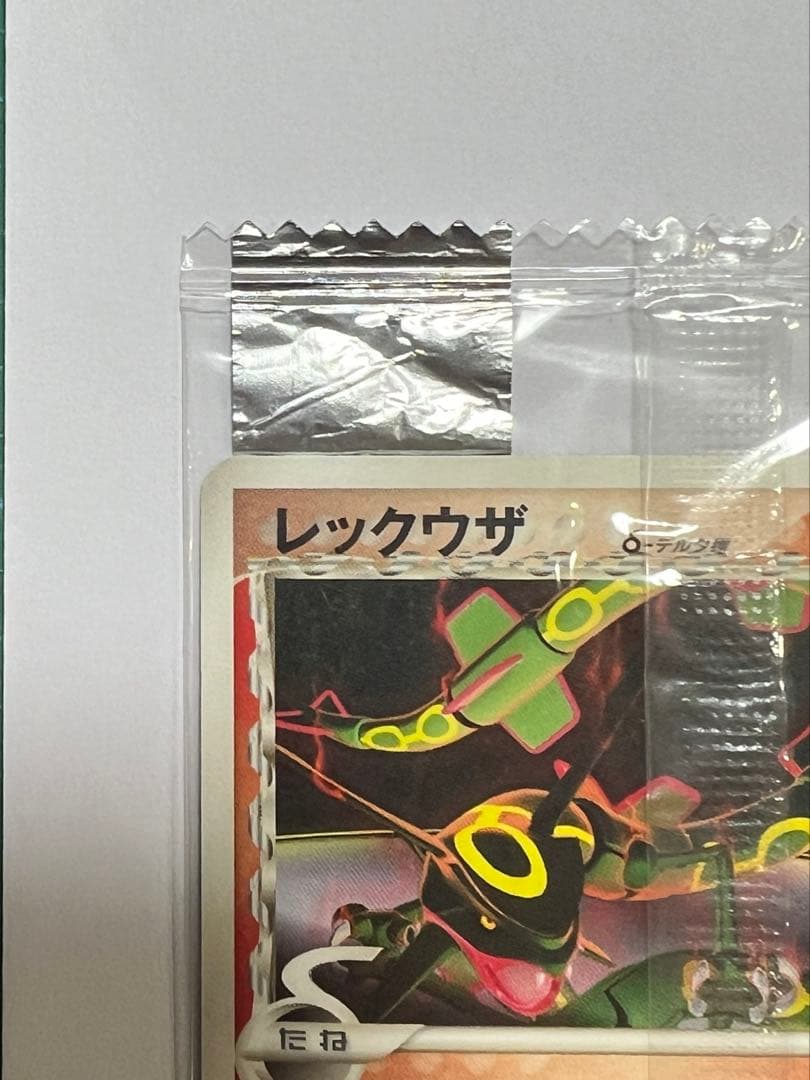 レックウザ
δ-デルタ種
δ
たね